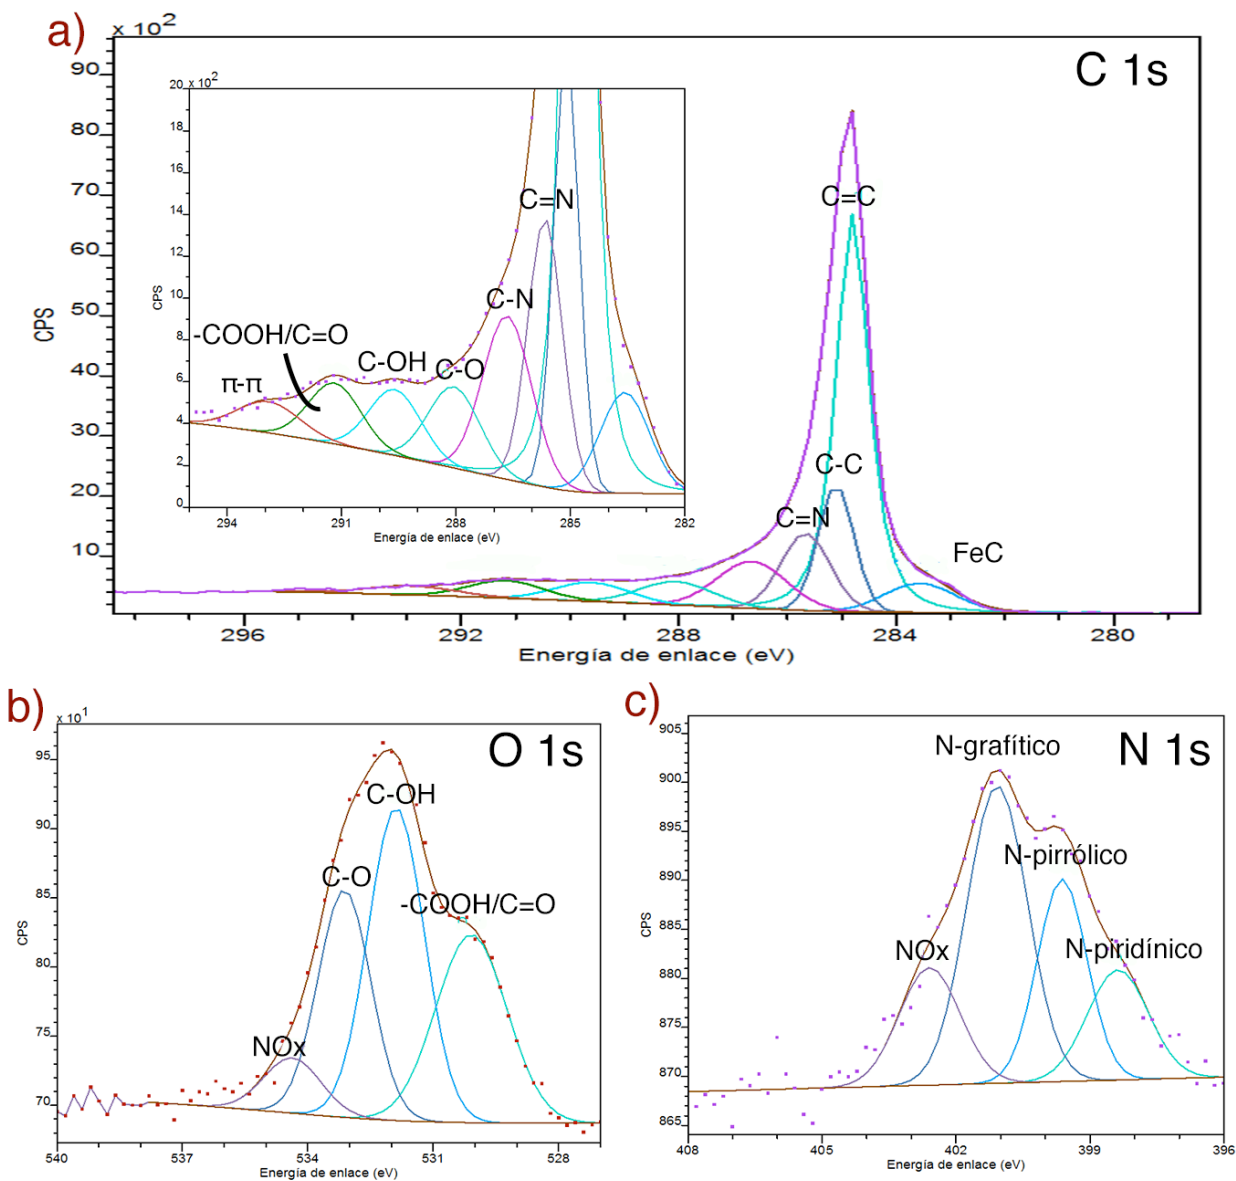 a)
x 10²
C 1s
90
80
70
60
50
40
30
20
10
CPS
296
292
288
284
280
Energía de enlace (eV)
C=C
C-C
C=N
FeC
20 x 10²
18
16
14
12
10
8
6
4
2
0
CPS
294
291
288
285
282
Energía de enlace (eV)
C=N
C-N
-COOH/C=O
C-OH
C-O
π-π
b)
x 10¹
O 1s
95
90
85
80
75
70
CPS
540
537
534
531
528
Energía de enlace (eV)
C-OH
C-O
-COOH/C=O
NOx
c)
N 1s
905
900
895
890
885
880
875
870
865
CPS
408
405
402
399
396
Energía de enlace (eV)
N-grafítico
N-pirrólico
NOx
N-piridínico